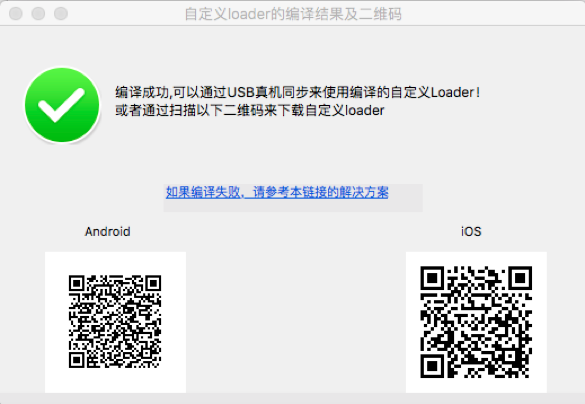 自定义loader的编译结果及二维码
编译成功,可以通过USB真机同步来使用编译的自定义Loader!
或者通过扫描以下二维码来下载自定义loader
如果编译失败，请参考本链接的解决方案
Android
iOS